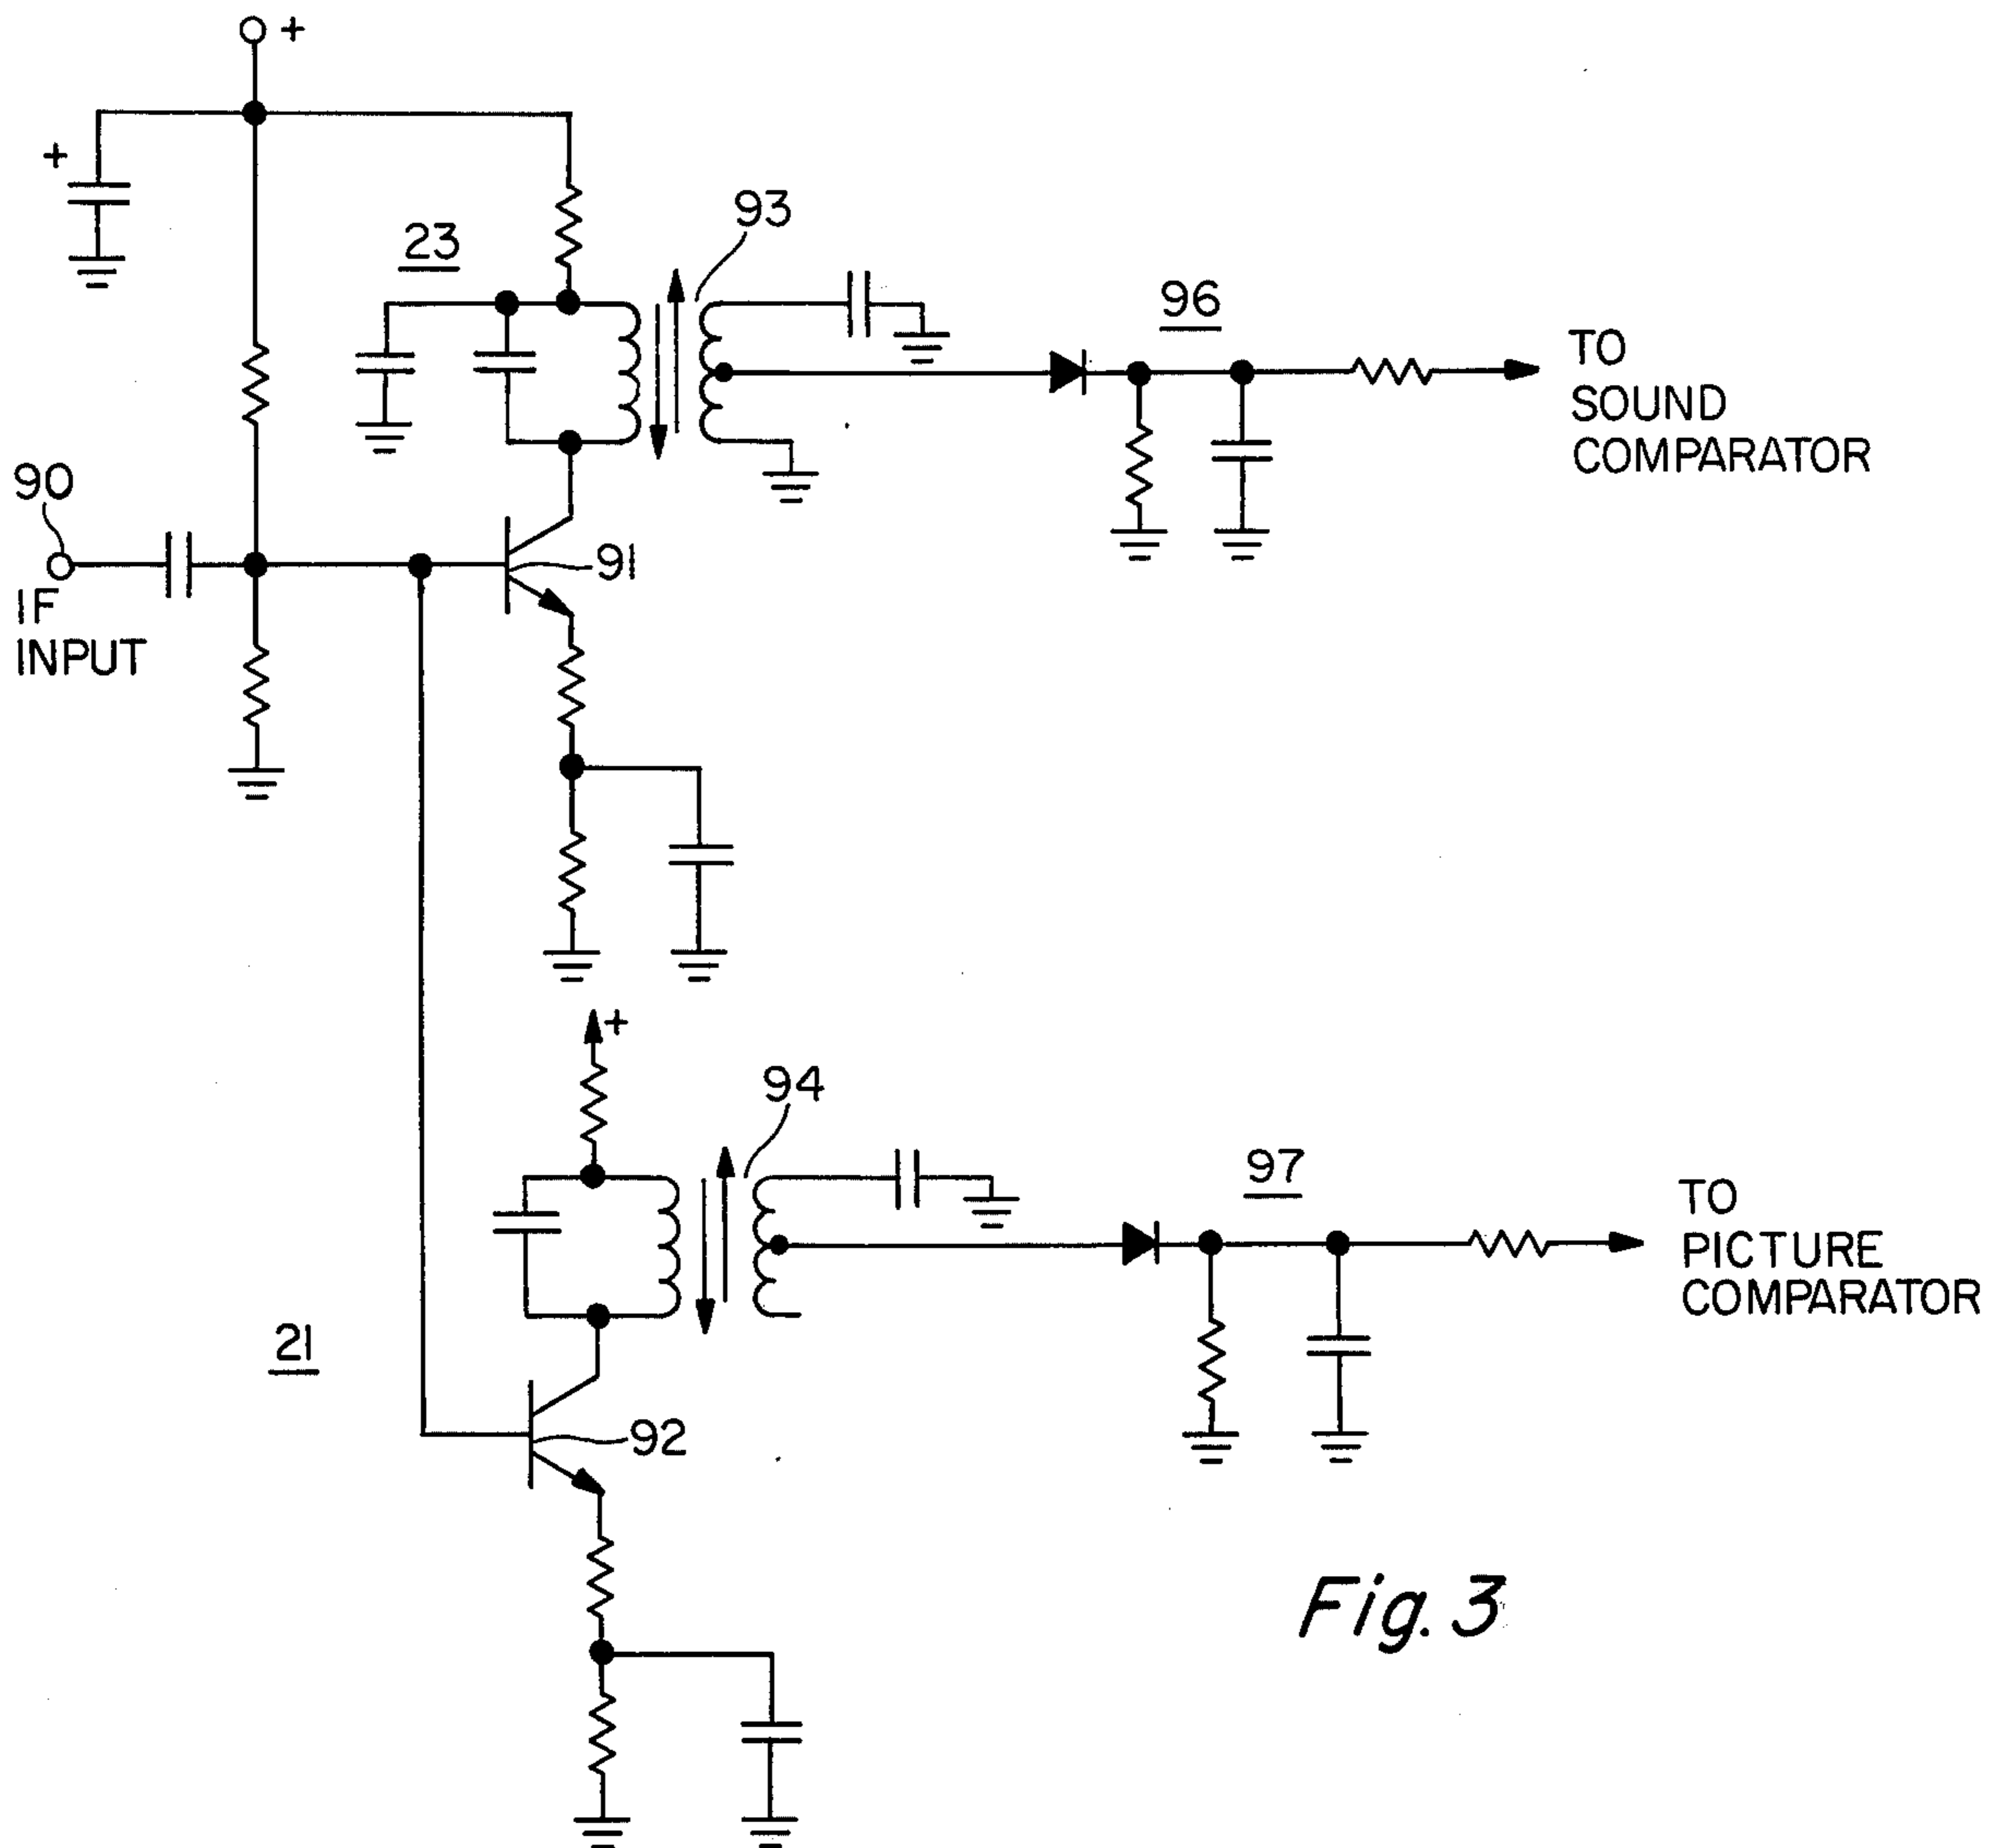 +
+
93
23
96
TO
SOUND
COMPARATOR
90
91
IF
INPUT
+
94
97
TO
PICTURE
COMPARATOR
21
92
Fig. 3